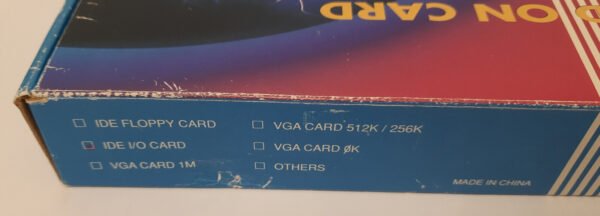 D ON CARD
IDE FLOPPY CARD
IDE I/O CARD
VGA CARD 1M
VGA CARD 512K / 256K
VGA CARD ØK
OTHERS
MADE IN CHINA